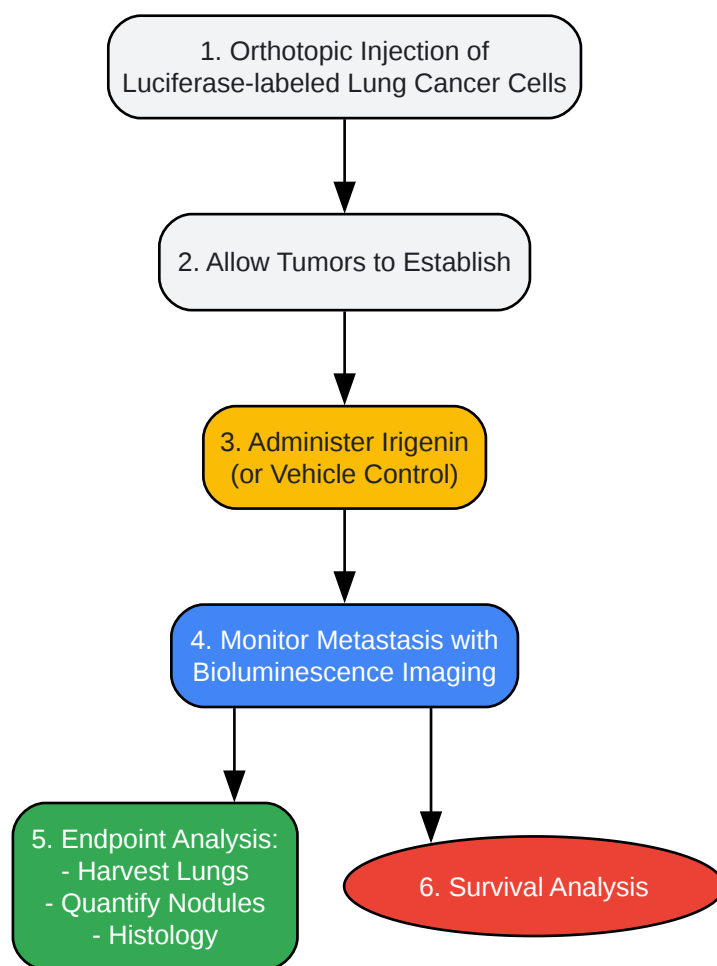 1. Orthotopic Injection of
Luciferase-labeled Lung Cancer Cells
2. Allow Tumors to Establish
3. Administer Irigenin
(or Vehicle Control)
4. Monitor Metastasis with
Bioluminescence Imaging
5. Endpoint Analysis:
- Harvest Lungs
- Quantify Nodules
- Histology
6. Survival Analysis